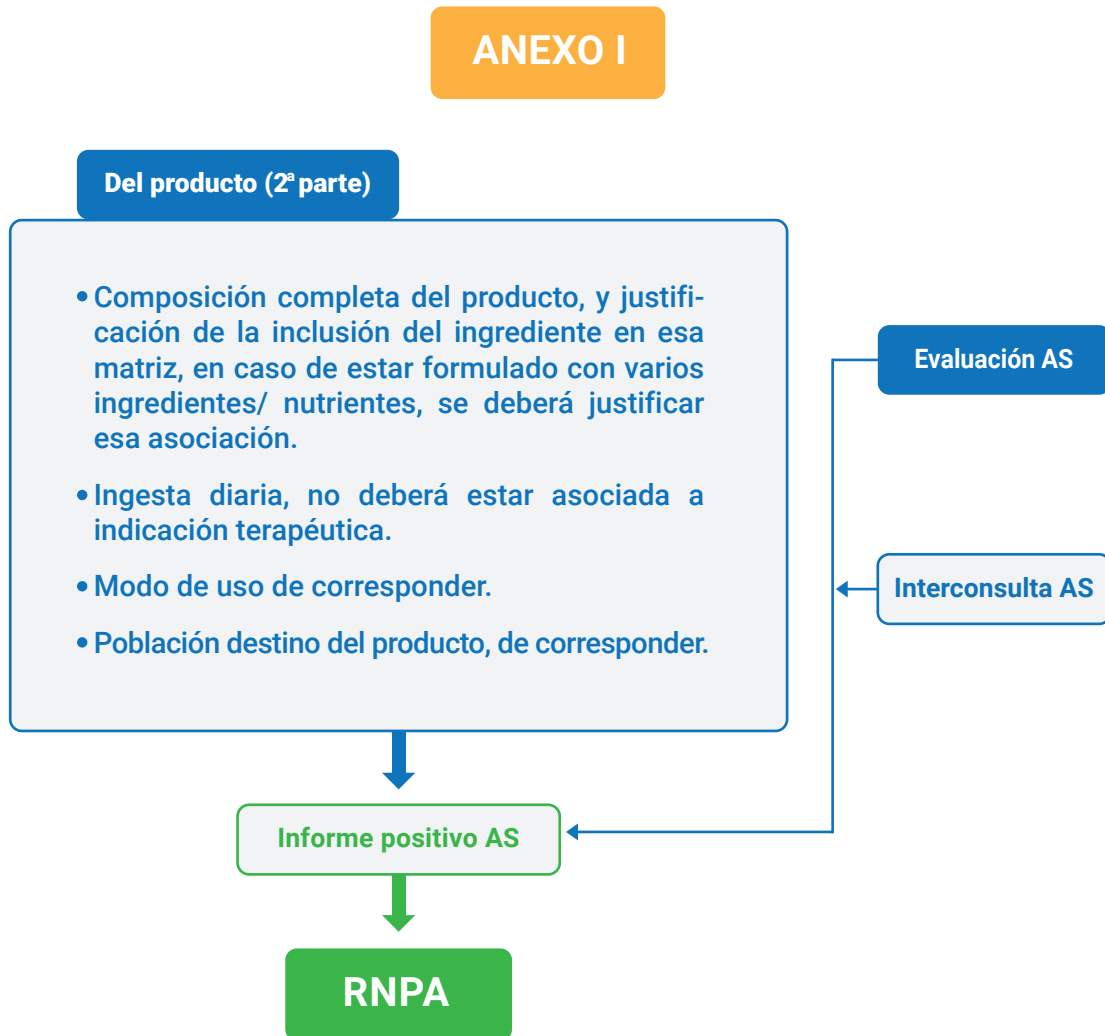 ANEXO I
Del producto (2ª parte)
• Composición completa del producto, y justifi-
cación de la inclusión del ingrediente en esa
matriz, en caso de estar formulado con varios
ingredientes/ nutrientes, se deberá justificar
esa asociación.
• Ingesta diaria, no deberá estar asociada a
indicación terapéutica.
• Modo de uso de corresponder.
• Población destino del producto, de corresponder.
Evaluación AS
Interconsulta AS
Informe positivo AS
RNPA